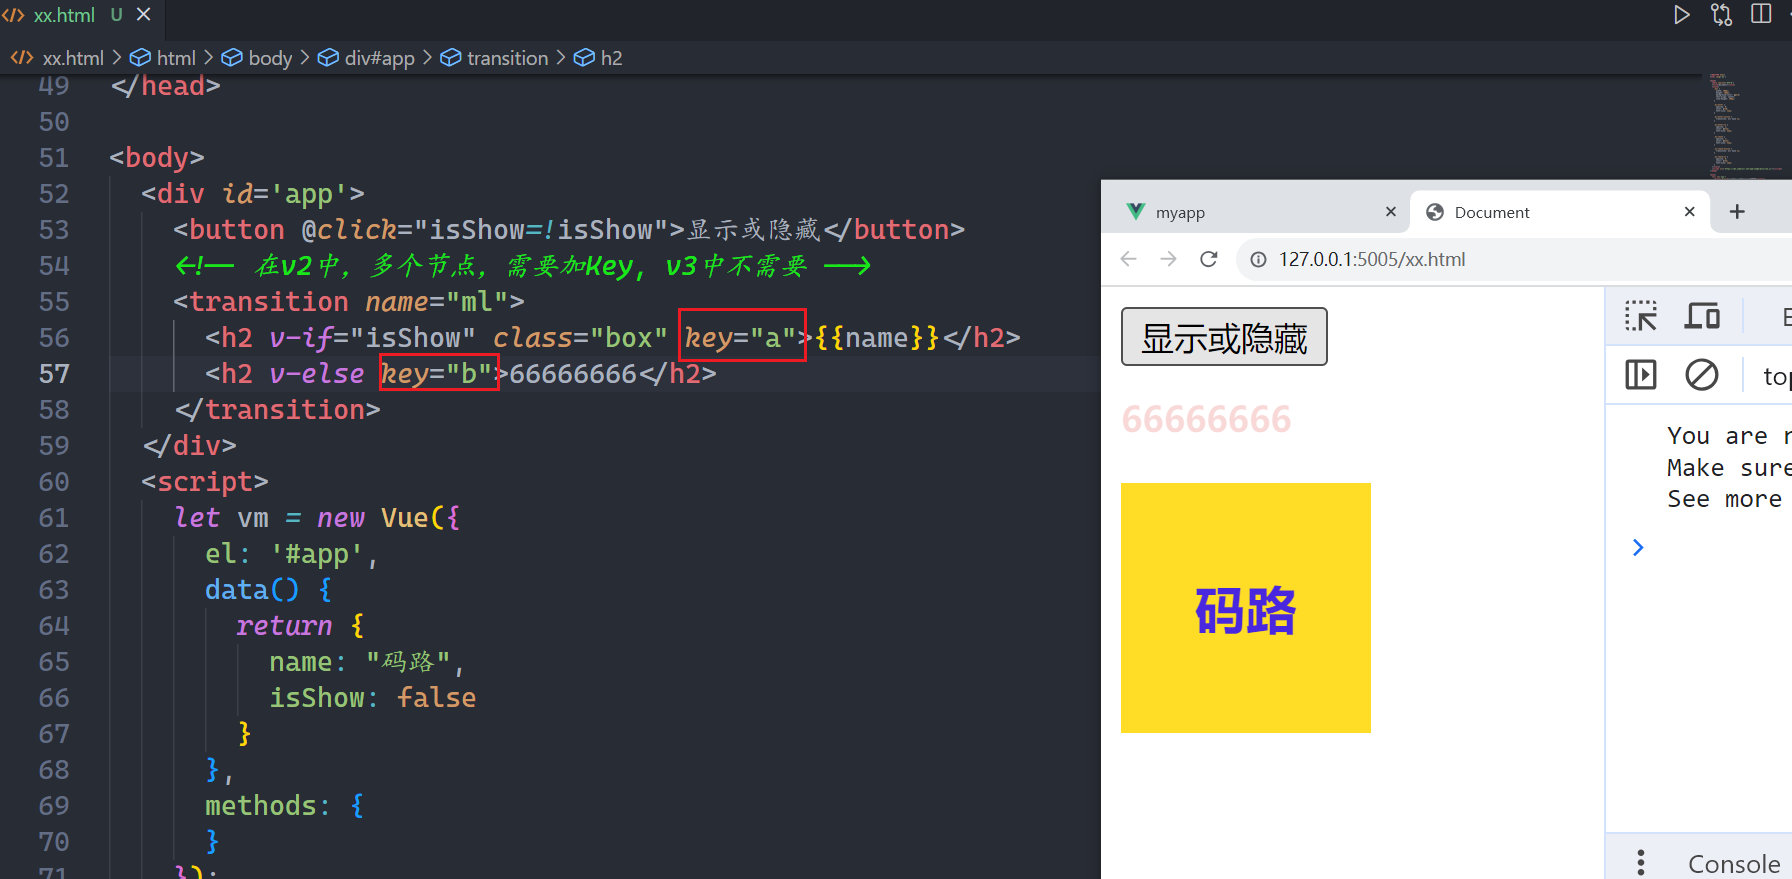 xx.html U
xx.html > html > body > div#app > transition > h2
49 </head>
50
51 <body>
52 <div id='app'>
53 <button @click="isShow=!isShow">显示或隐藏</button>
54 <!-- 在v2中，多个节点，需要加Key, v3中不需要 -->
55 <transition name="ml">
56 <h2 v-if="isShow" class="box" key="a">{{name}}</h2>
57 <h2 v-else key="b">66666666</h2>
58 </transition>
59 </div>
60 <script>
61 let vm = new Vue({
62 el: '#app',
63 data() {
64 return {
65 name: "码路",
66 isShow: false
67 }
68 },
69 methods: {
70 }
71 });
myapp
Document
127.0.0.1:5005/xx.html
显示或隐藏
66666666
码路
E
top
You are r
Make sure
See more
Console